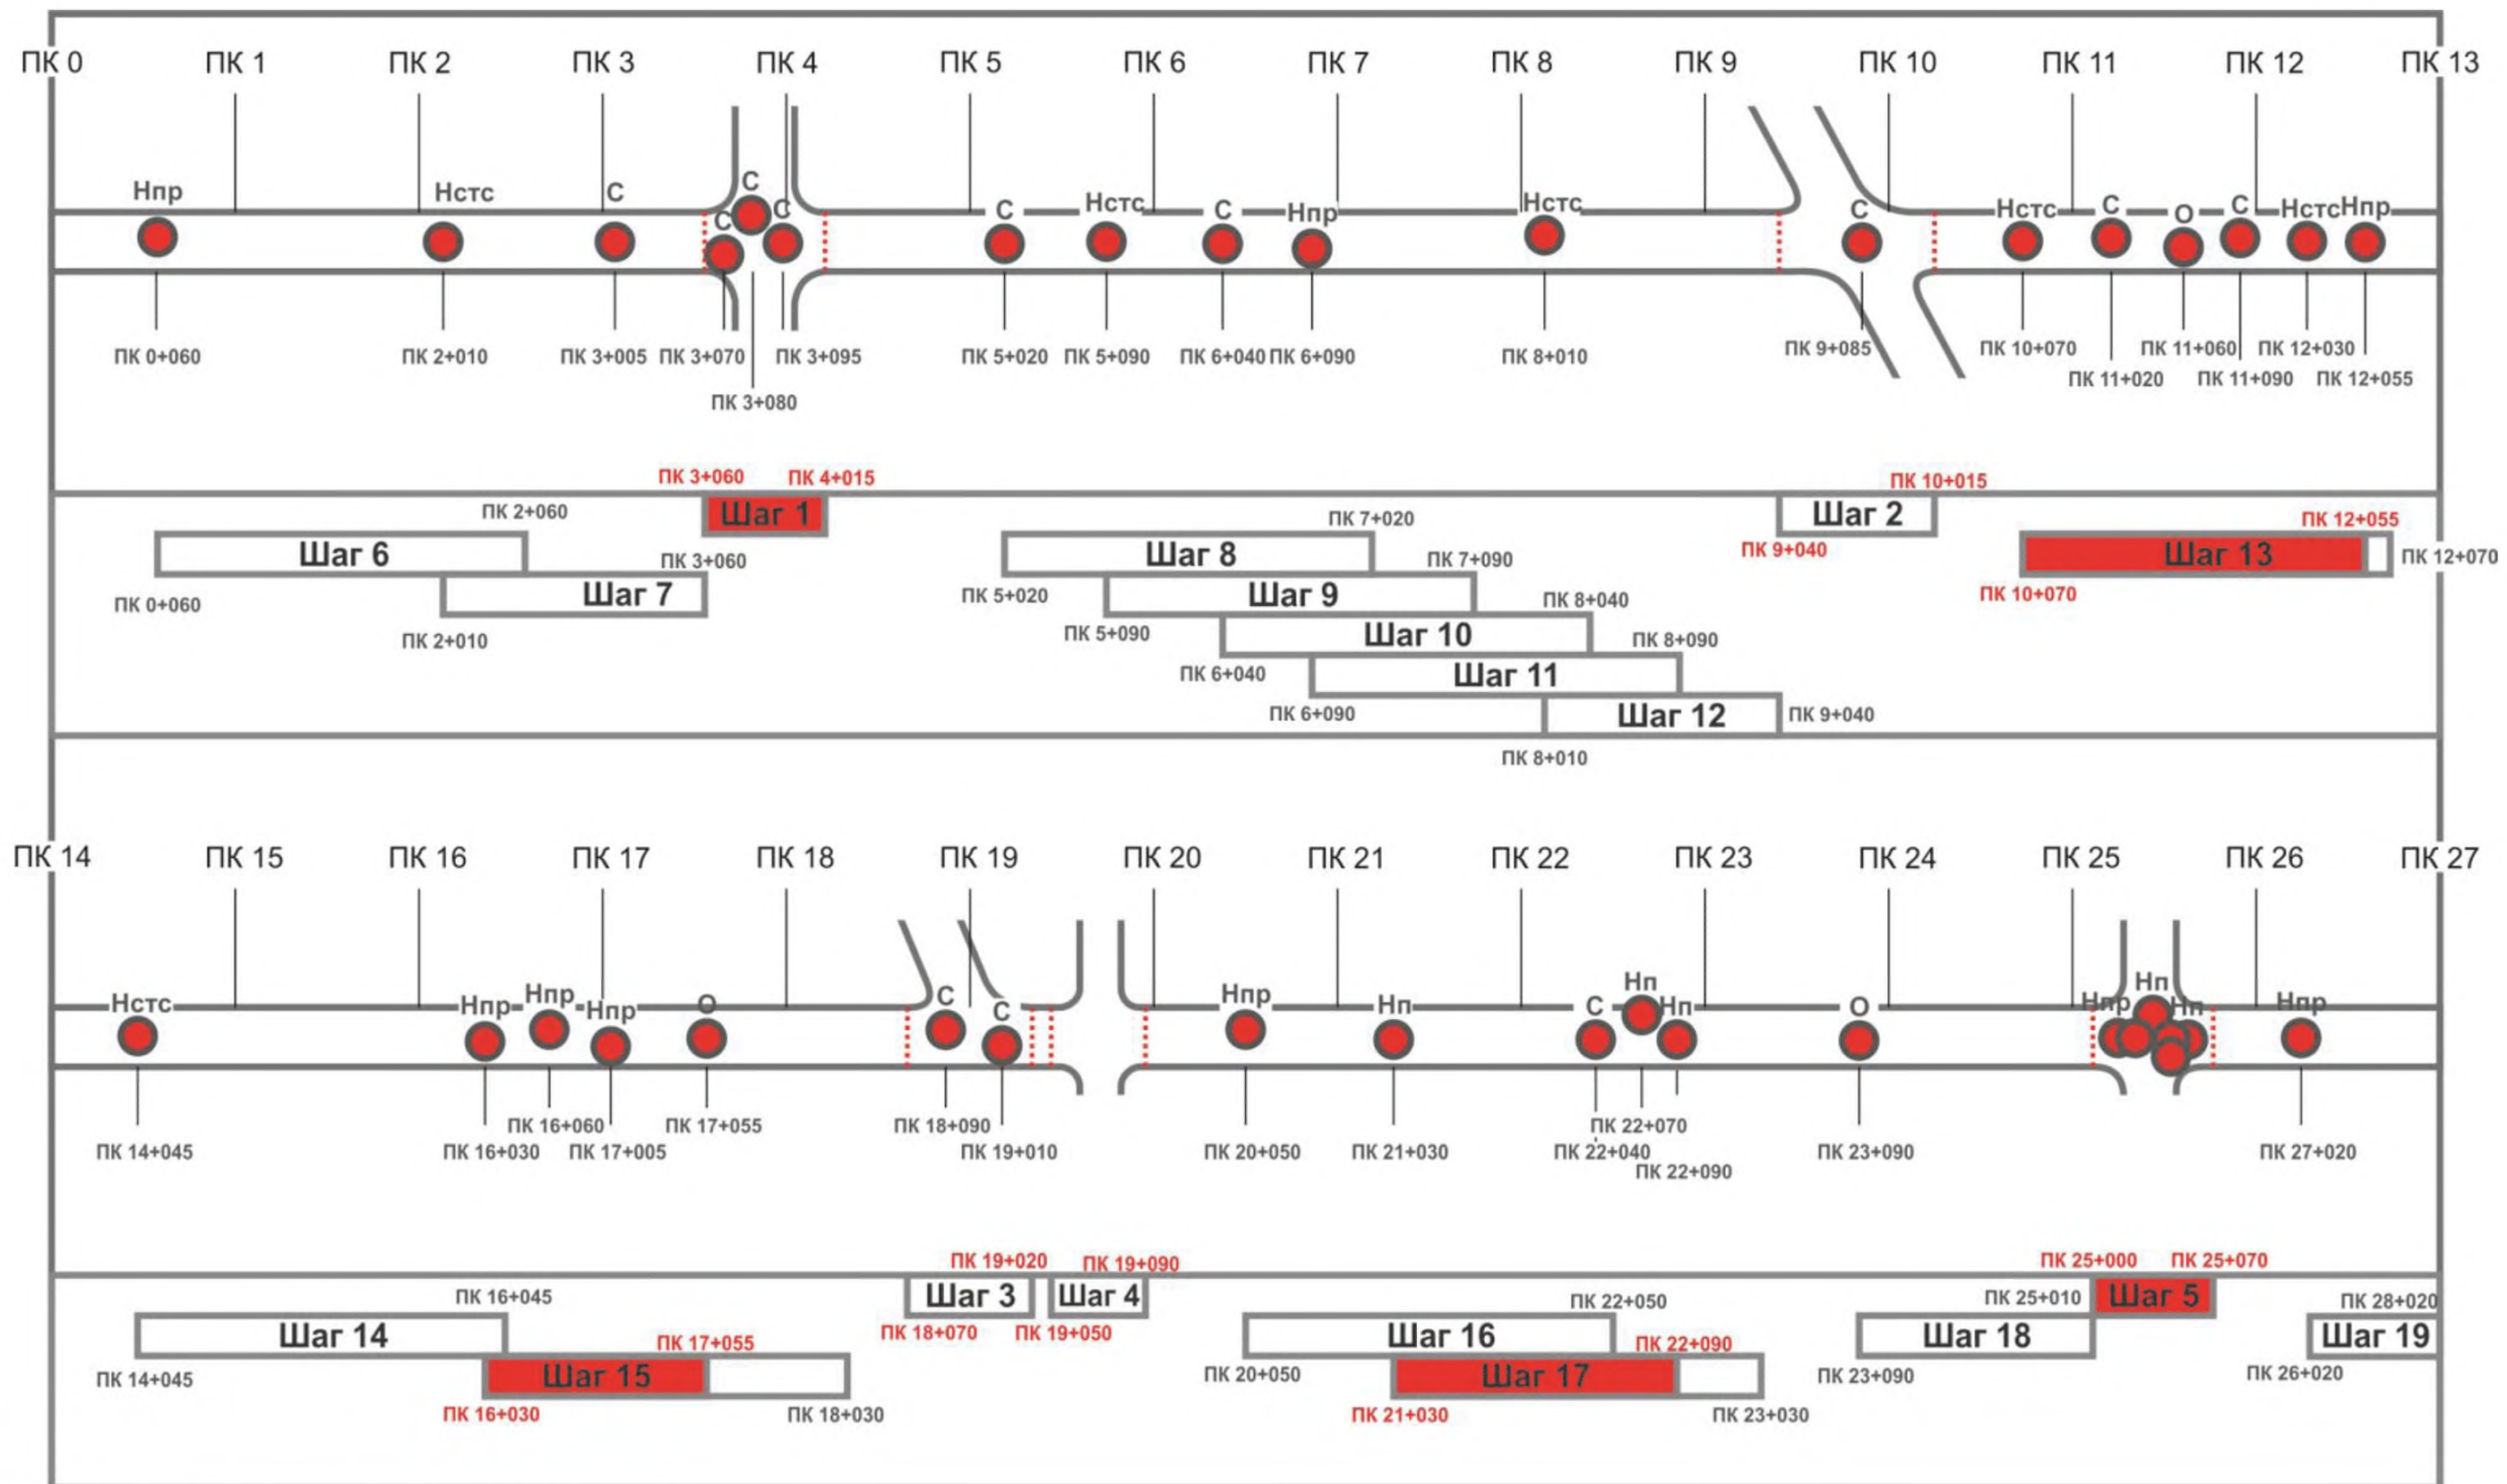 ПК 0 ПК 1 ПК 2 ПК 3 ПК 4 ПК 5 ПК 6 ПК 7 ПК 8 ПК 9 ПК 10 ПК 11 ПК 12 ПК 13
Нпр Нстс С С С С С Нстс С Нпр Нстс С Нстс С О С Нстс Нпр
ПК 0+060 ПК 2+010 ПК 3+005 ПК 3+070 ПК 3+095 ПК 5+020 ПК 5+090 ПК 6+040 ПК 6+090 ПК 8+010 ПК 9+085 ПК 10+070 ПК 11+060 ПК 12+030
ПК 11+020 ПК 11+090 ПК 12+055
ПК 3+080
ПК 3+060 ПК 4+015 ПК 10+015
ПК 2+060 Шаг 1 ПК 7+020 Шаг 2 ПК 12+055
Шаг 6 ПК 3+060 Шаг 8 ПК 7+090 ПК 9+040 Шаг 13 ПК 12+070
ПК 0+060 Шаг 7 ПК 5+020 Шаг 9 ПК 8+040 ПК 10+070
ПК 2+010 ПК 5+090 Шаг 10 ПК 8+090
ПК 6+040 Шаг 11
ПК 6+090 Шаг 12 ПК 9+040
ПК 8+010
ПК 14 ПК 15 ПК 16 ПК 17 ПК 18 ПК 19 ПК 20 ПК 21 ПК 22 ПК 23 ПК 24 ПК 25 ПК 26 ПК 27
Нстс Нпр Нпр Нпр О С С Нпр Нп С Нп Нп О Нпр Нп Нп Нпр
ПК 16+060 ПК 17+055 ПК 18+090 ПК 22+070
ПК 14+045 ПК 16+030 ПК 17+005 ПК 19+010 ПК 20+050 ПК 21+030 ПК 22+040 ПК 23+090 ПК 27+020
ПК 22+090
ПК 19+020 ПК 19+090 ПК 25+000 ПК 25+070
ПК 16+045 Шаг 3 Шаг 4 ПК 22+050 ПК 25+010 Шаг 5 ПК 28+020
Шаг 14 ПК 17+055 ПК 18+070 ПК 19+050 Шаг 16 ПК 22+090 Шаг 18 Шаг 19
ПК 14+045 Шаг 15 ПК 20+050 Шаг 17 ПК 23+090 ПК 26+020
ПК 16+030 ПК 18+030 ПК 21+030 ПК 23+030